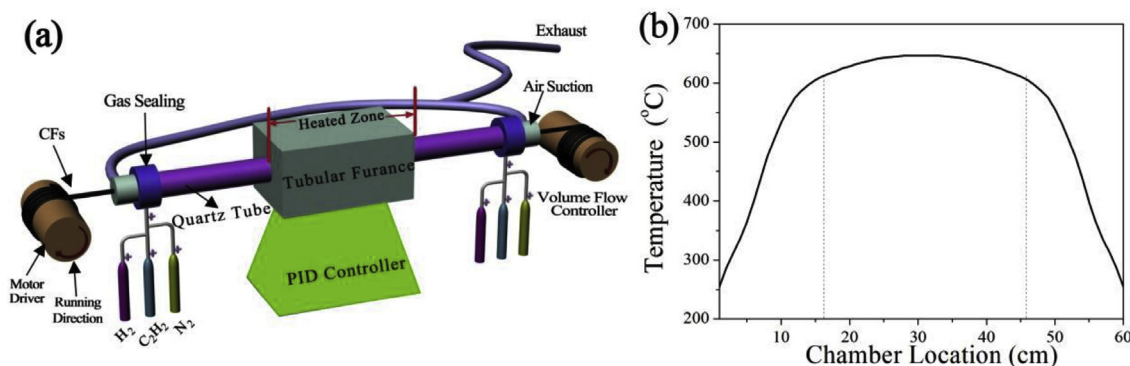 (a)
Exhaust
Gas Sealing
Air Suction
CFs
Heated Zone
Tubular Furance
Quartz Tube
Volume Flow
Controller
Motor
Driver
Running
Direction
PID Controller
H2
C2H2
N2
(b)
700
600
500
400
300
200
Temperature (°C)
10
20
30
40
50
60
Chamber Location (cm)